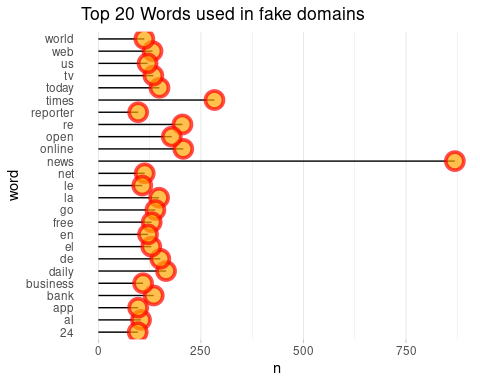 Top 20 Words used in fake domains
world
web
us
tv
today
times
reporter
re
open
online
news
net
le
la
go
free
en
el
de
daily
business
bank
app
al
24
word
0 250 500 750
n